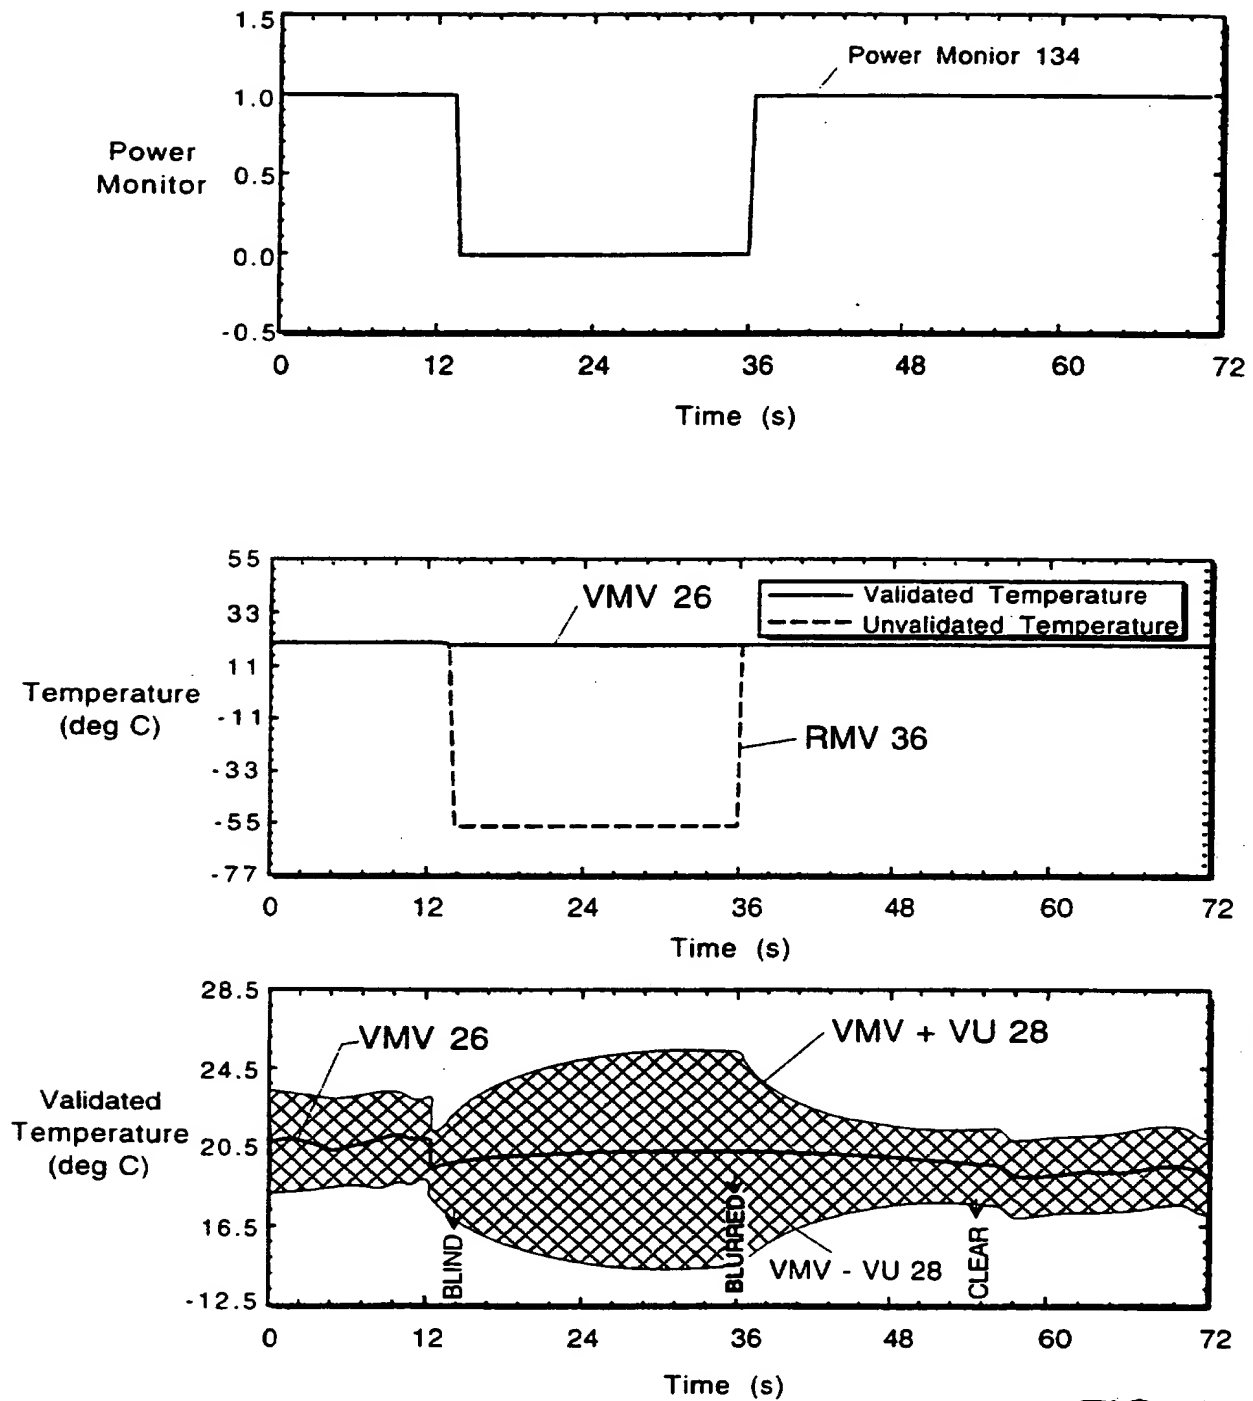 1.5
Power Monior 134
1.0
Power
Monitor
0.5
0.0
-0.5
0 12 24 36 48 60 72
Time (s)
55
VMV 26
Validated Temperature
33
Unvalidated Temperature
11
Temperature
(deg C)
-11
RMV 36
-33
-55
-77
0 12 24 36 48 60 72
Time (s)
28.5
VMV 26
VMV + VU 28
24.5
Validated
Temperature
(deg C)
20.5
16.5
BLIND
BLURRED
VMV - VU 28
CLEAR
-12.5
0 12 24 36 48 60 72
Time (s)